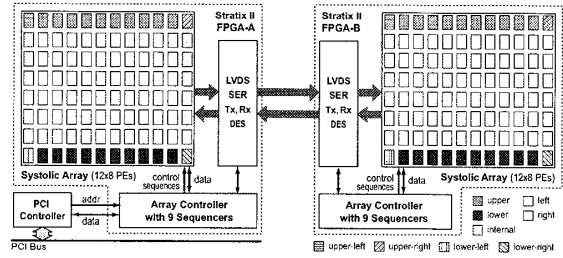 Stratix II
FPGA-A
Stratix II
FPGA-B
LVDS
SER
Tx, Rx
DES
LVDS
SER
Tx, Rx
DES
Systolic Array (12x8 PEs)
control
sequences
data
control
sequences
data
Systolic Array (12x8 PEs)
PCI
Controller
addr
data
Array Controller
with 9 Sequencers
Array Controller
with 9 Sequencers
PCI Bus
upper
left
lower
right
internal
upper-left
upper-right
lower-left
lower-right